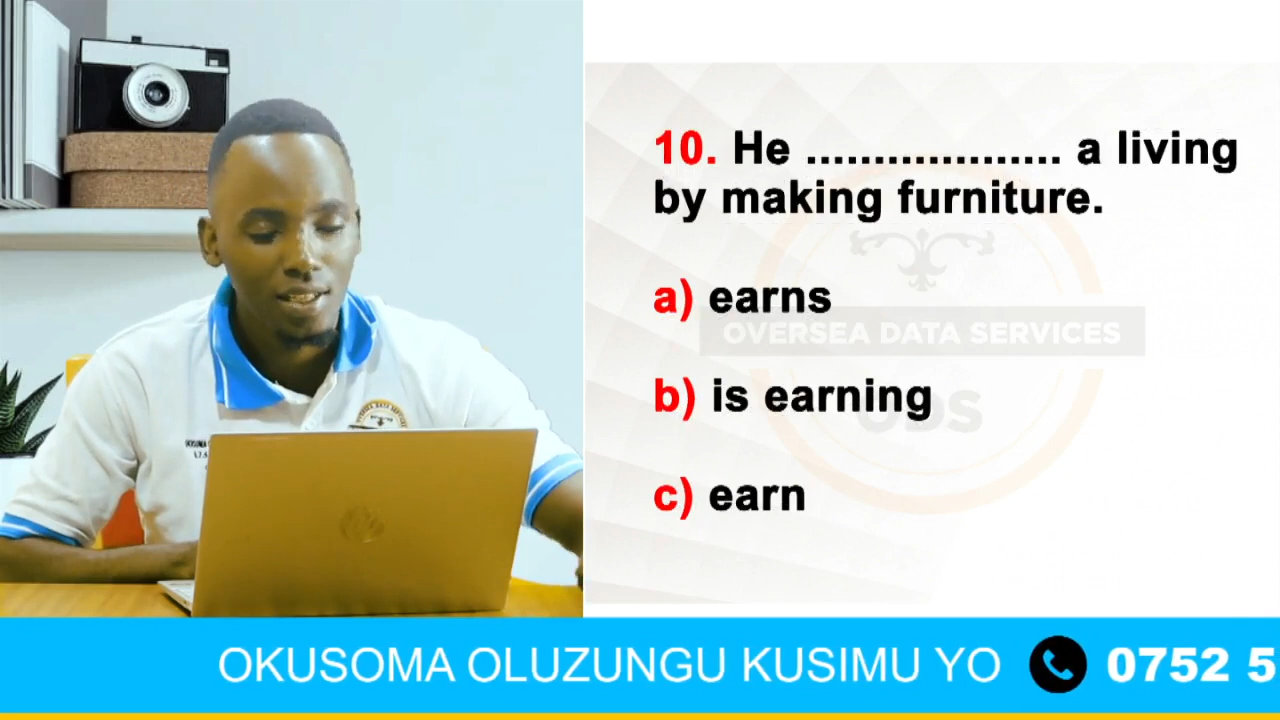 10. He ................... a living
by making furniture.
a) earns
OVERSEA DATA SERVICES
b) is earning
ODS
c) earn
OKUSOMA OLUZUNGU KUSIMU YO 0752 5